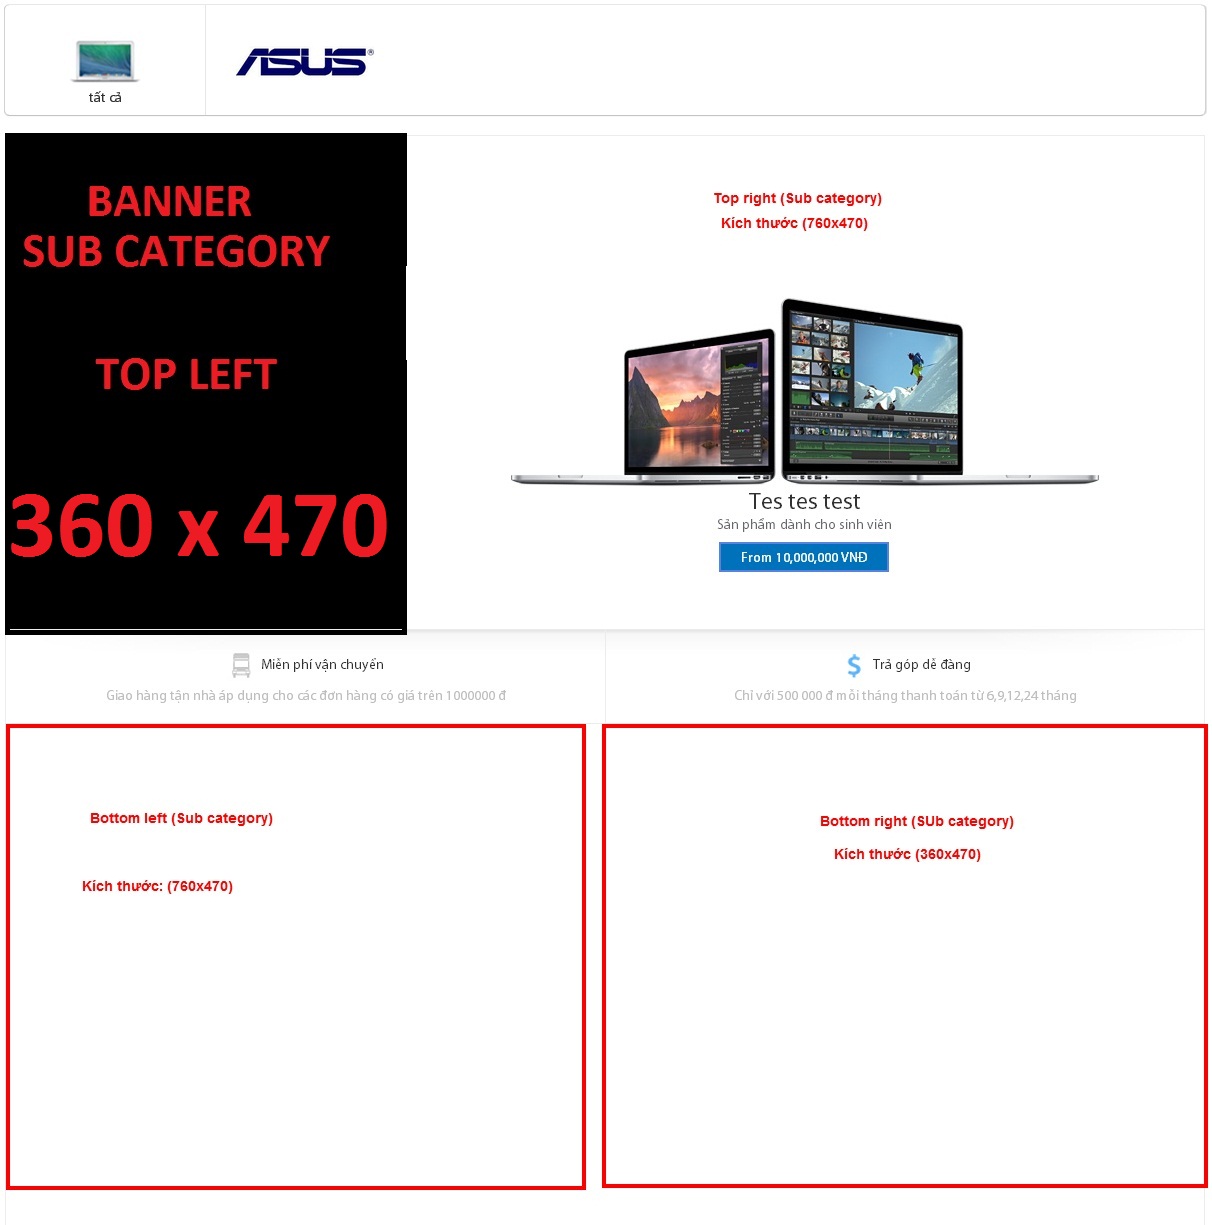 tất cả
ASUS®
BANNER
SUB CATEGORY
TOP LEFT
360 x 470
Top right (Sub category)
Kích thước (760x470)
Tes tes test
Sản phẩm dành cho sinh viên
From 10,000,000 VNĐ
Miễn phí vận chuyển
Giao hàng tận nhà áp dụng cho các đơn hàng có giá trên 1000000 đ
Trả góp dễ đàng
Chỉ với 500 000 đ mỗi tháng thanh toán từ 6,9,12,24 tháng
Bottom left (Sub category)
Kích thước: (760x470)
Bottom right (SUb category)
Kích thước (360x470)